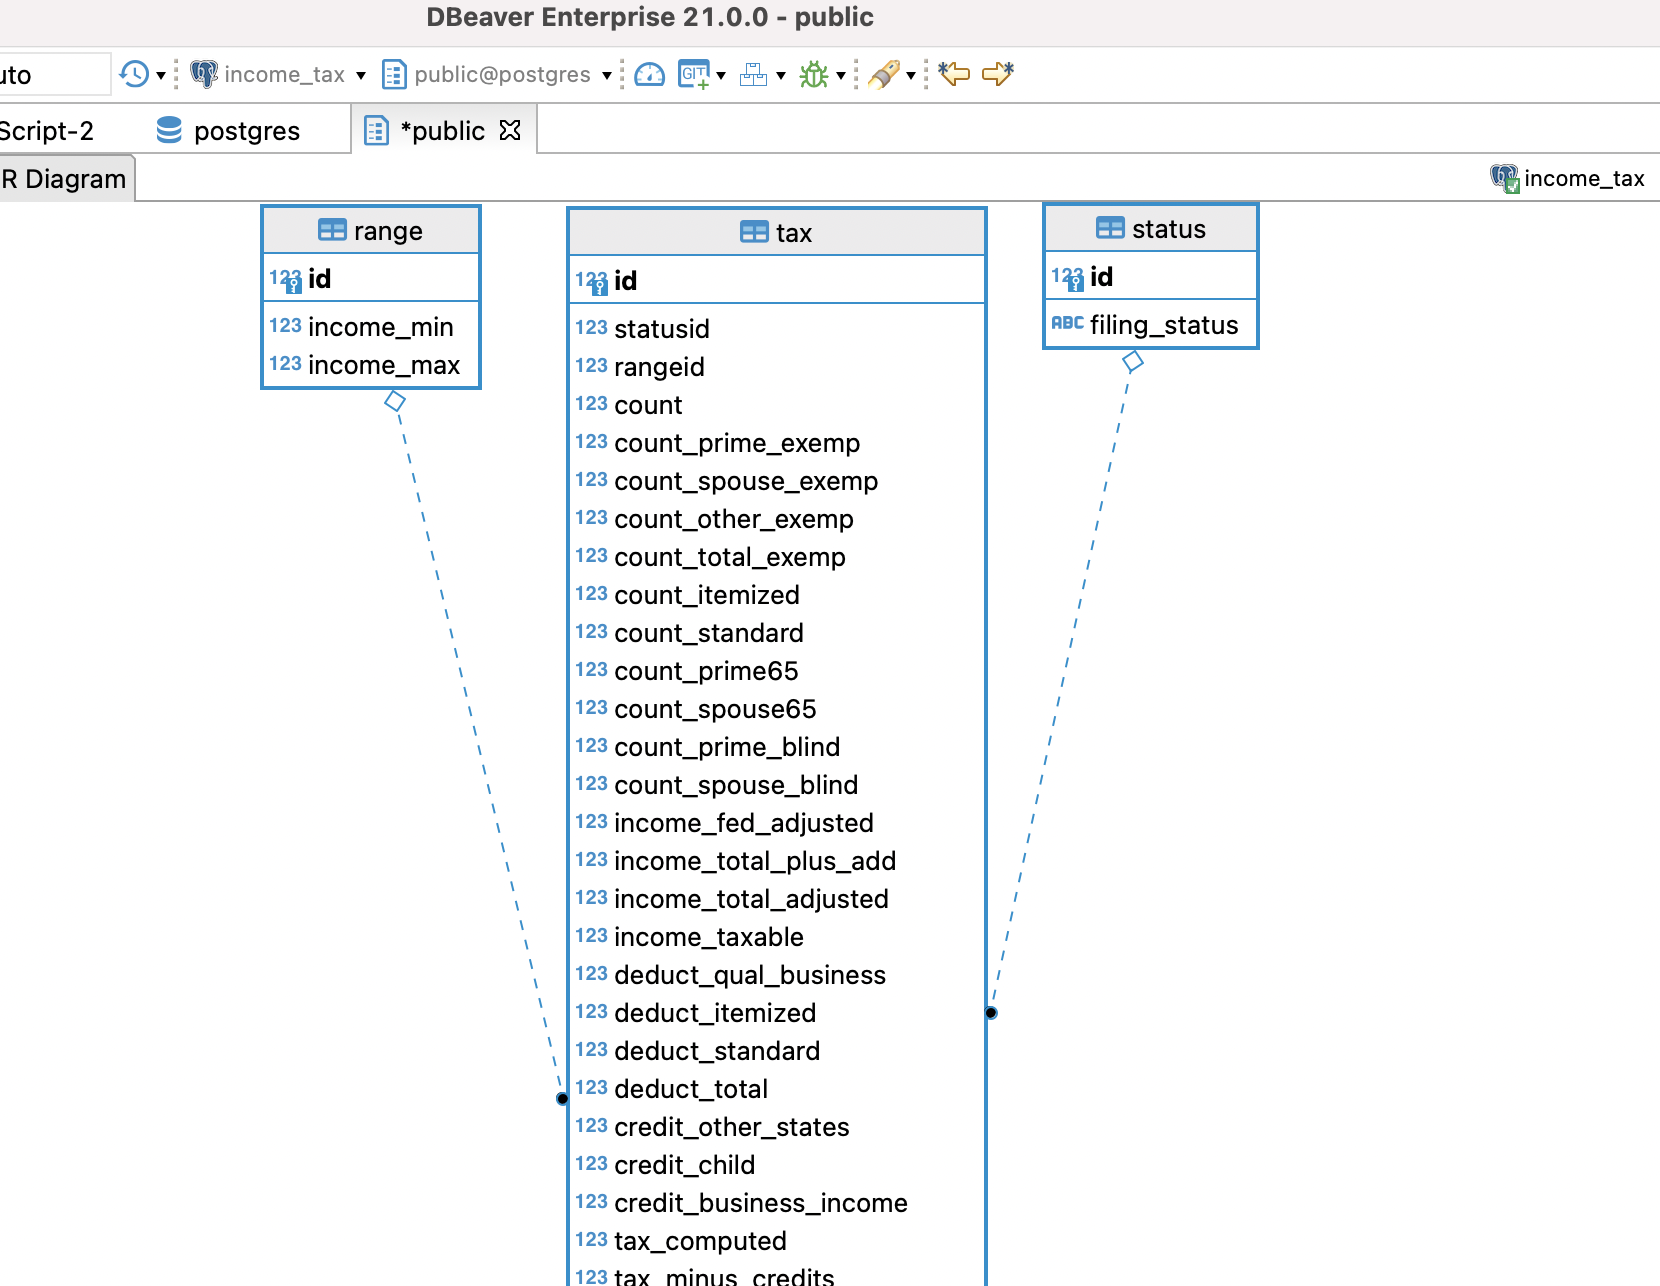 DBeaver Enterprise 21.0.0 - public
uto
income_tax
public@postgres
GIT
Script-2
postgres
*public
R Diagram
income_tax
range
123 id
123 income_min
123 income_max
tax
123 id
123 statusid
123 rangeid
123 count
123 count_prime_exemp
123 count_spouse_exemp
123 count_other_exemp
123 count_total_exemp
123 count_itemized
123 count_standard
123 count_prime65
123 count_spouse65
123 count_prime_blind
123 count_spouse_blind
123 income_fed_adjusted
123 income_total_plus_add
123 income_total_adjusted
123 income_taxable
123 deduct_qual_business
123 deduct_itemized
123 deduct_standard
123 deduct_total
123 credit_other_states
123 credit_child
123 credit_business_income
123 tax_computed
123 tax_minus_credits
status
123 id
ABC filing_status